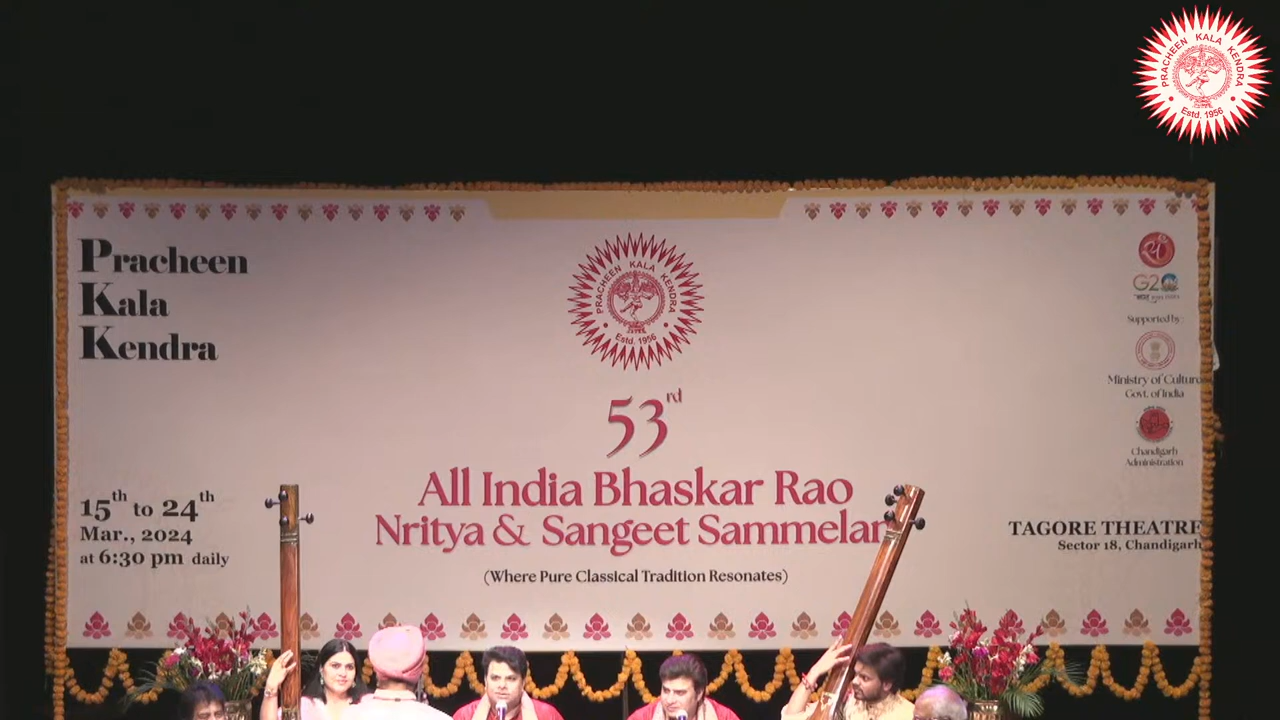 PRACHEEN KALA KENDRA
Estd. 1956
Pracheen
Kala
Kendra
PRACHEEN KALA KENDRA
Estd. 1956
G20
Supported by:
Ministry of Culture
Govt. of India
Chandigarh
Administration
53rd
All India Bhaskar Rao
Nritya & Sangeet Sammelan
(Where Pure Classical Tradition Resonates)
15th to 24th
Mar., 2024
at 6:30 pm daily
TAGORE THEATRE
Sector 18, Chandigarh